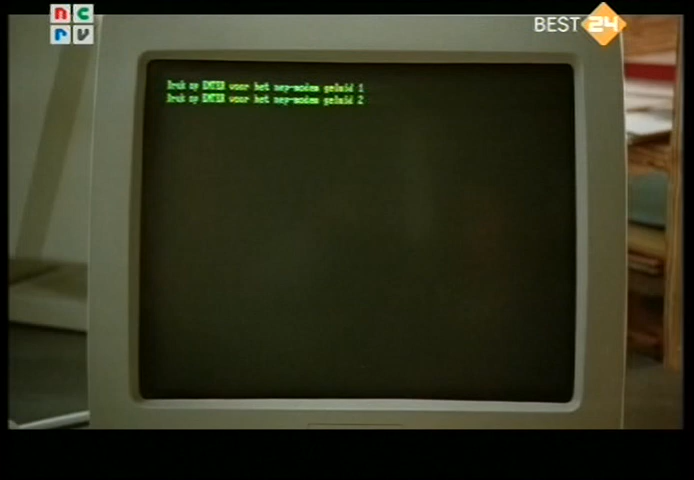 ncrv
BEST 24
Druk op ENTER voor het nep-modem geluid 1
Druk op ENTER voor het nep-modem geluid 2